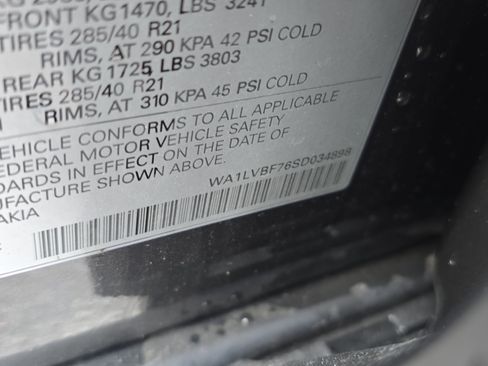 FRONT KG1470, LBS 3241
TIRES 285/40 R21
RIMS, AT 290 KPA 42 PSI COLD
REAR KG 1725, LBS 3803
TIRES 285/40 R21
RIMS, AT 310 KPA 45 PSI COLD
VEHICLE CONFORMS TO ALL APPLICABLE
FEDERAL MOTOR VEHICLE SAFETY
DARDS IN EFFECT ON THE DATE OF
UFACTURE SHOWN ABOVE.
AKIA
WA1LVBF76SD034898